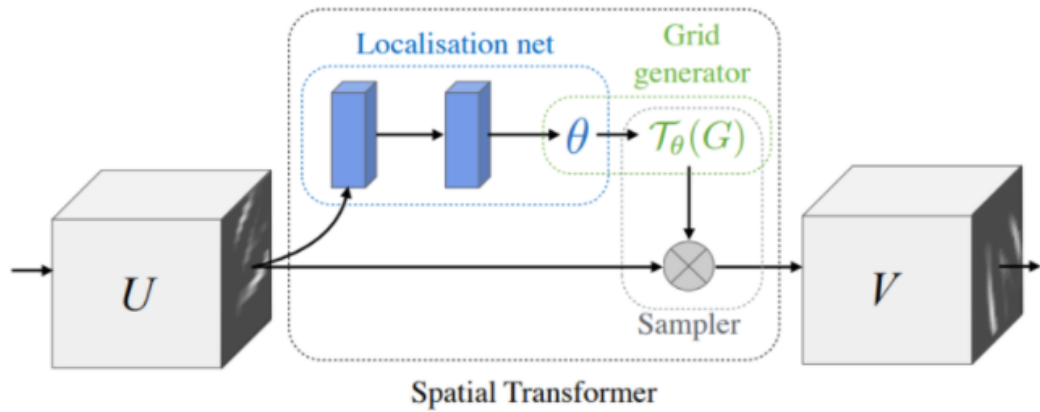 Localisation net
Grid
generator
θ
𝒯θ(G)
U
V
Sampler
Spatial Transformer